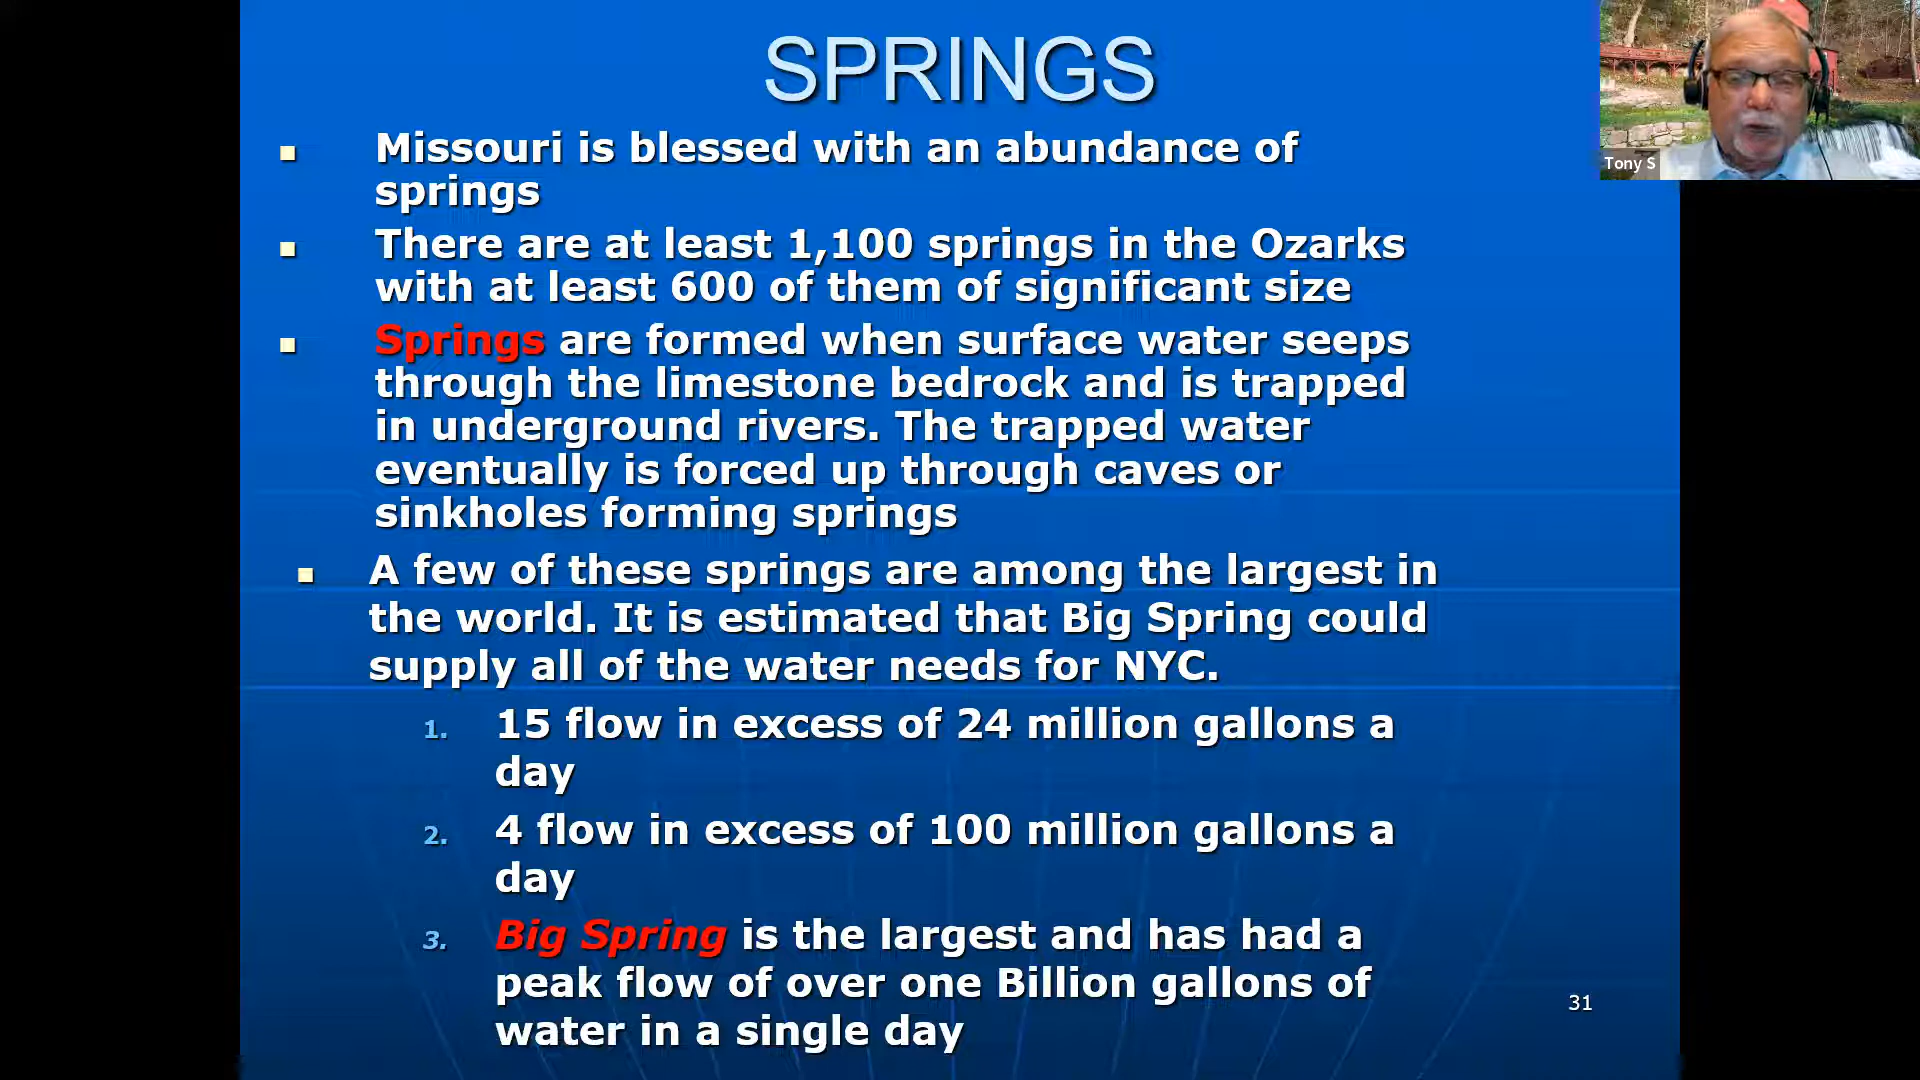 SPRINGS
Missouri is blessed with an abundance of
springs
There are at least 1,100 springs in the Ozarks
with at least 600 of them of significant size
Springs are formed when surface water seeps
through the limestone bedrock and is trapped
in underground rivers. The trapped water
eventually is forced up through caves or
sinkholes forming springs
A few of these springs are among the largest in
the world. It is estimated that Big Spring could
supply all of the water needs for NYC.
1. 15 flow in excess of 24 million gallons a
day
2. 4 flow in excess of 100 million gallons a
day
3. Big Spring is the largest and has had a
peak flow of over one Billion gallons of
water in a single day
31
Tony S